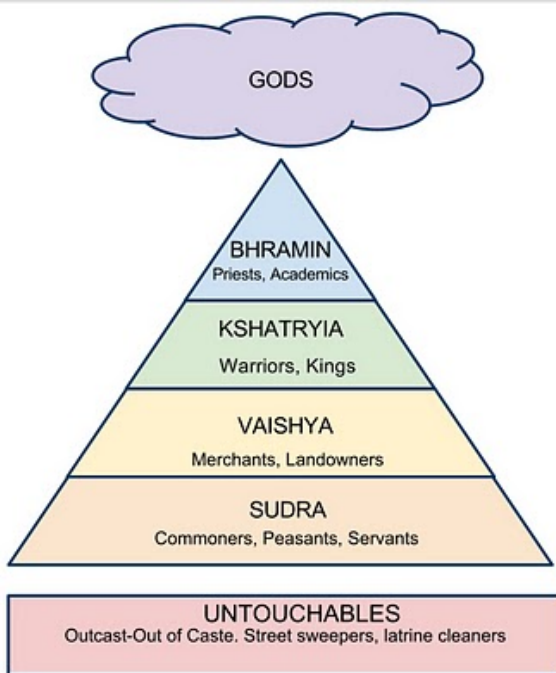 GODS
BHRAMIN
Priests, Academics
KSHATRYIA
Warriors, Kings
VAISHYA
Merchants, Landowners
SUDRA
Commoners, Peasants, Servants
UNTOUCHABLES
Outcast-Out of Caste. Street sweepers, latrine cleaners